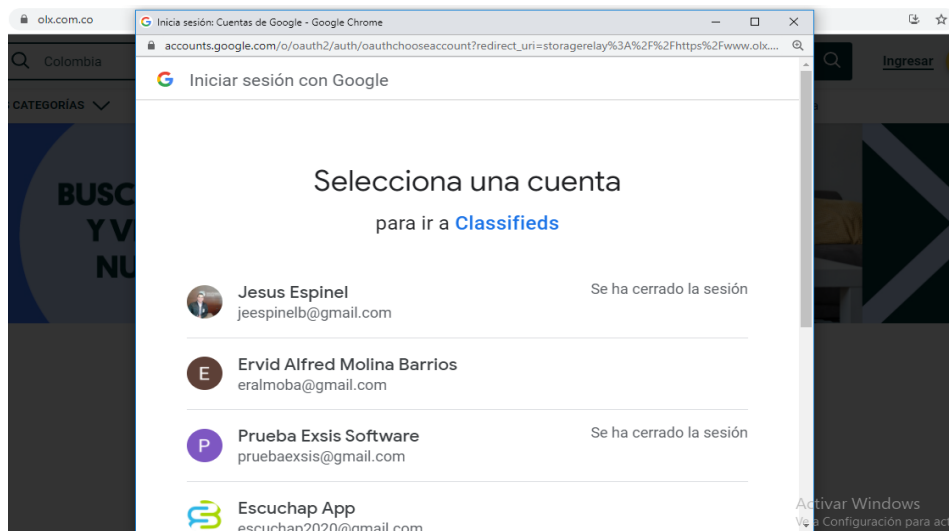 olx.com.co
Inicia sesión: Cuentas de Google - Google Chrome
accounts.google.com/o/oauth2/auth/oauthchooseaccount?redirect_uri=storagerelay%3A%2F%2Fhttps%2Fwww.olx....
Colombia
Ingresar
CATEGORÍAS
Iniciar sesión con Google
BUSC
Y V
NU
Selecciona una cuenta
para ir a Classifieds
Jesus Espinel
Se ha cerrado la sesión
jeespinelb@gmail.com
E
Ervid Alfred Molina Barrios
eralmoba@gmail.com
P
Prueba Exsis Software
Se ha cerrado la sesión
pruebaexsis@gmail.com
Escuchap App
escuchap2020@gmail.com
Activar Windows
Ve a Configuración para act